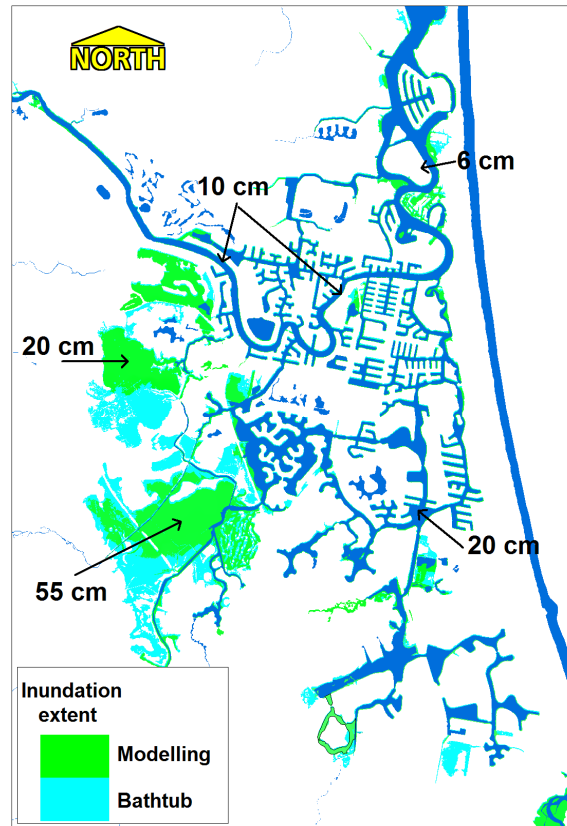 NORTH
6 cm
10 cm
20 cm
20 cm
55 cm
Inundation
extent
Modelling
Bathtub